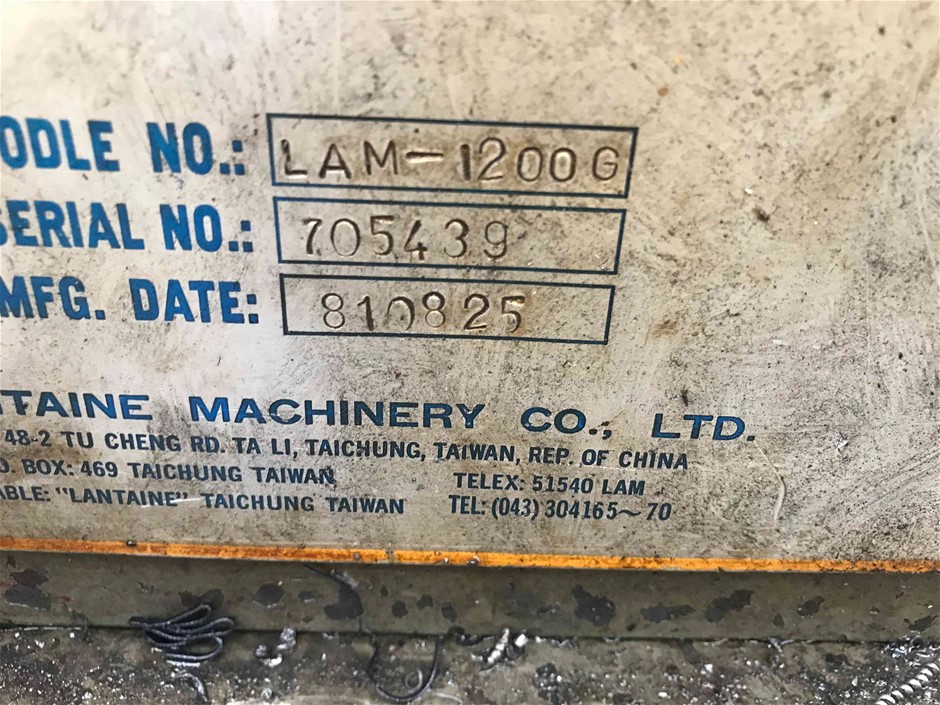 ODLE NO.: LAM-1200G
SERIAL NO.: 705439
MFG. DATE: 810825
NTAINE MACHINERY CO., LTD.
48-2 TU CHENG RD. TA LI, TAICHUNG, TAIWAN, REP. OF CHINA
O. BOX: 469 TAICHUNG TAIWAN TELEX: 51540 LAM
ABLE: "LANTAINE" TAICHUNG TAIWAN TEL: (043) 304165~70